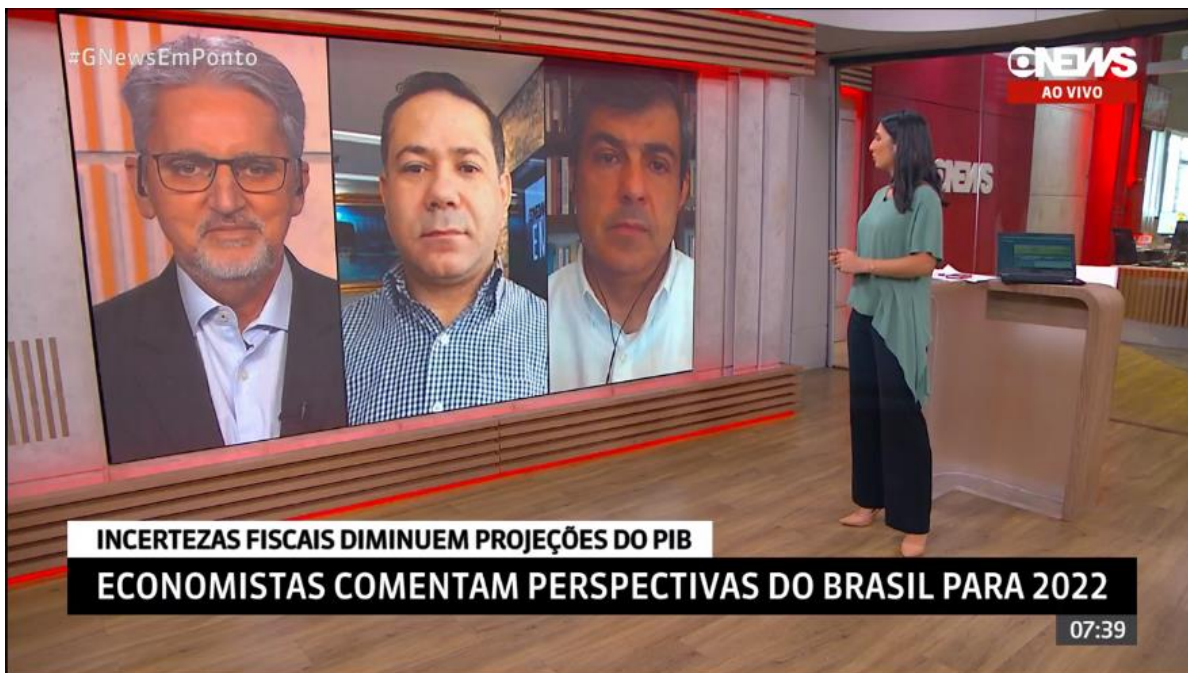 #GNewsEmPonto
GNEWS
AO VIVO
NEWS
INCERTEZAS FISCAIS DIMINUEM PROJEÇÕES DO PIB
ECONOMISTAS COMENTAM PERSPECTIVAS DO BRASIL PARA 2022
07:39